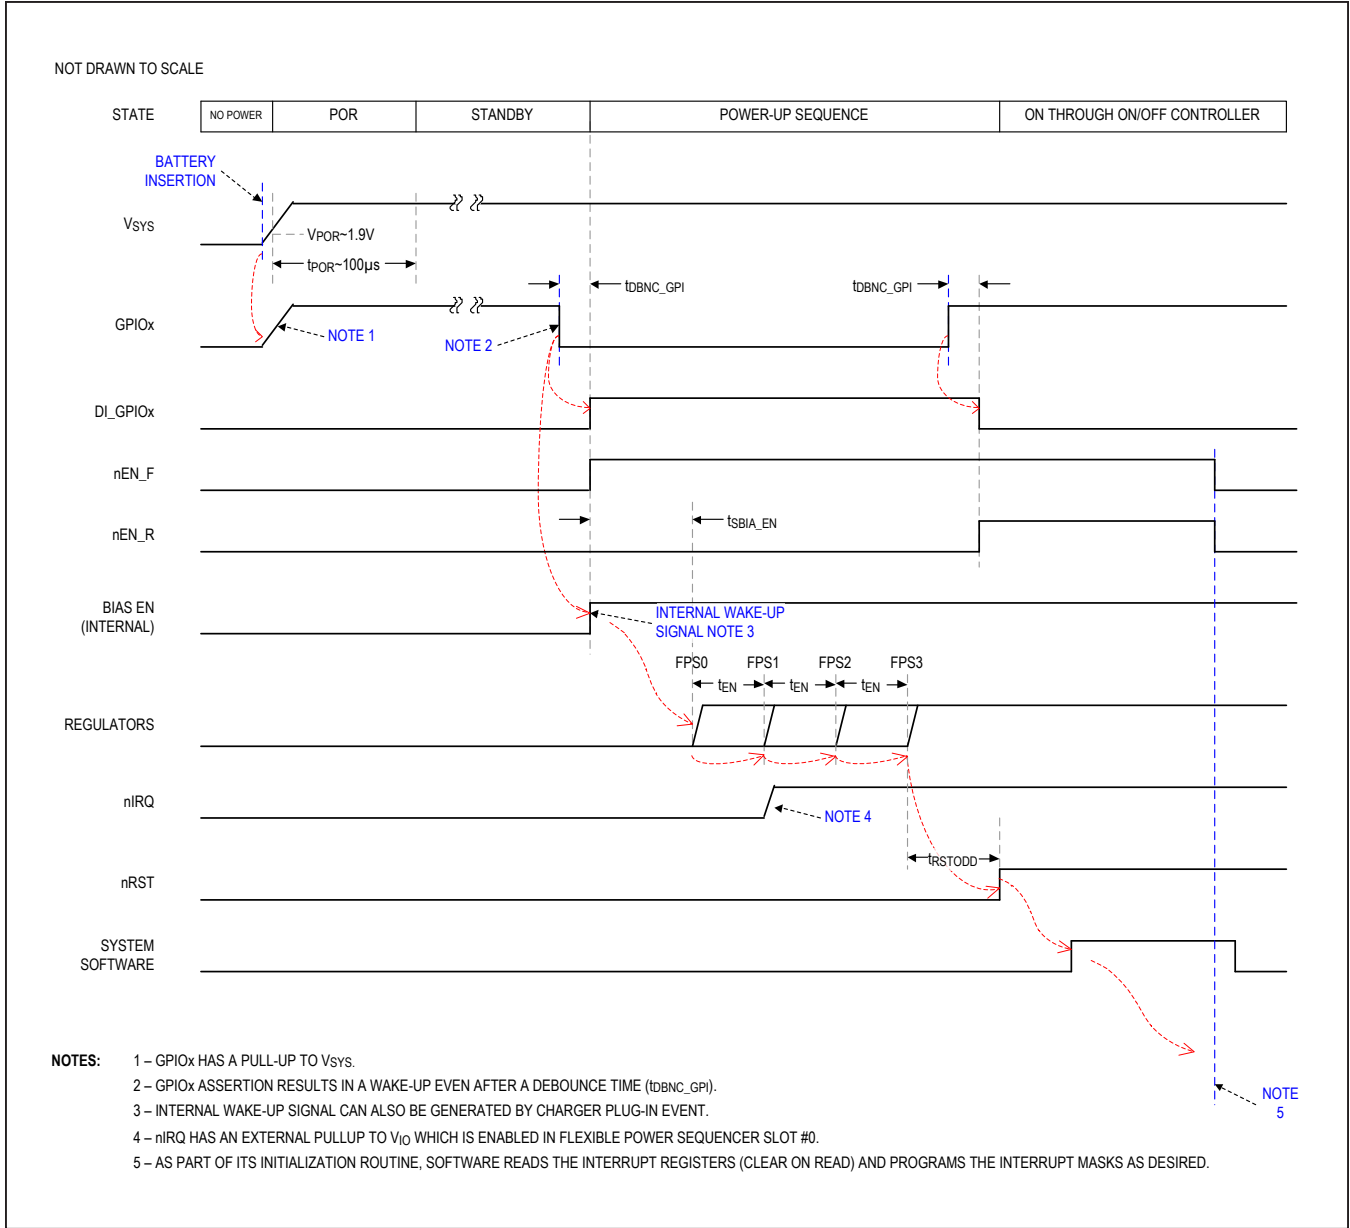 NOT DRAWN TO SCALE
STATE
NO POWER
POR
STANDBY
POWER-UP SEQUENCE
ON THROUGH ON/OFF CONTROLLER
BATTERY
INSERTION
VSYS
VPOR~1.9V
tPOR~100µs
tDBNC_GPI
tDBNC_GPI
GPIOx
NOTE 1
NOTE 2
DI_GPIOx
nEN_F
nEN_R
tSBIA_EN
BIAS EN
(INTERNAL)
INTERNAL WAKE-UP
SIGNAL NOTE 3
FPS0
FPS1
FPS2
FPS3
tEN
tEN
tEN
REGULATORS
nIRQ
NOTE 4
tRSTODD
nRST
SYSTEM
SOFTWARE
NOTE
5
NOTES:
1 – GPIOx HAS A PULL-UP TO VSYS.
2 – GPIOx ASSERTION RESULTS IN A WAKE-UP EVEN AFTER A DEBOUNCE TIME (tDBNC_GPI).
3 – INTERNAL WAKE-UP SIGNAL CAN ALSO BE GENERATED BY CHARGER PLUG-IN EVENT.
4 – nIRQ HAS AN EXTERNAL PULLUP TO VIO WHICH IS ENABLED IN FLEXIBLE POWER SEQUENCER SLOT #0.
5 – AS PART OF ITS INITIALIZATION ROUTINE, SOFTWARE READS THE INTERRUPT REGISTERS (CLEAR ON READ) AND PROGRAMS THE INTERRUPT MASKS AS DESIRED.